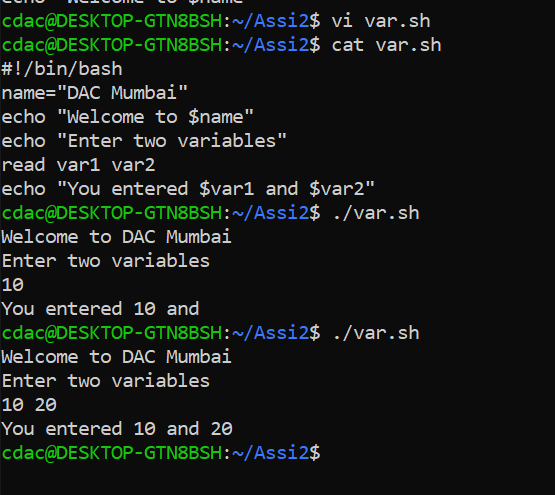 echo "Welcome to $name"
cdac@DESKTOP-GTN8BSH:~/Assi2$ vi var.sh
cdac@DESKTOP-GTN8BSH:~/Assi2$ cat var.sh
#!/bin/bash
name="DAC Mumbai"
echo "Welcome to $name"
echo "Enter two variables"
read var1 var2
echo "You entered $var1 and $var2"
cdac@DESKTOP-GTN8BSH:~/Assi2$ ./var.sh
Welcome to DAC Mumbai
Enter two variables
10
You entered 10 and
cdac@DESKTOP-GTN8BSH:~/Assi2$ ./var.sh
Welcome to DAC Mumbai
Enter two variables
10 20
You entered 10 and 20
cdac@DESKTOP-GTN8BSH:~/Assi2$